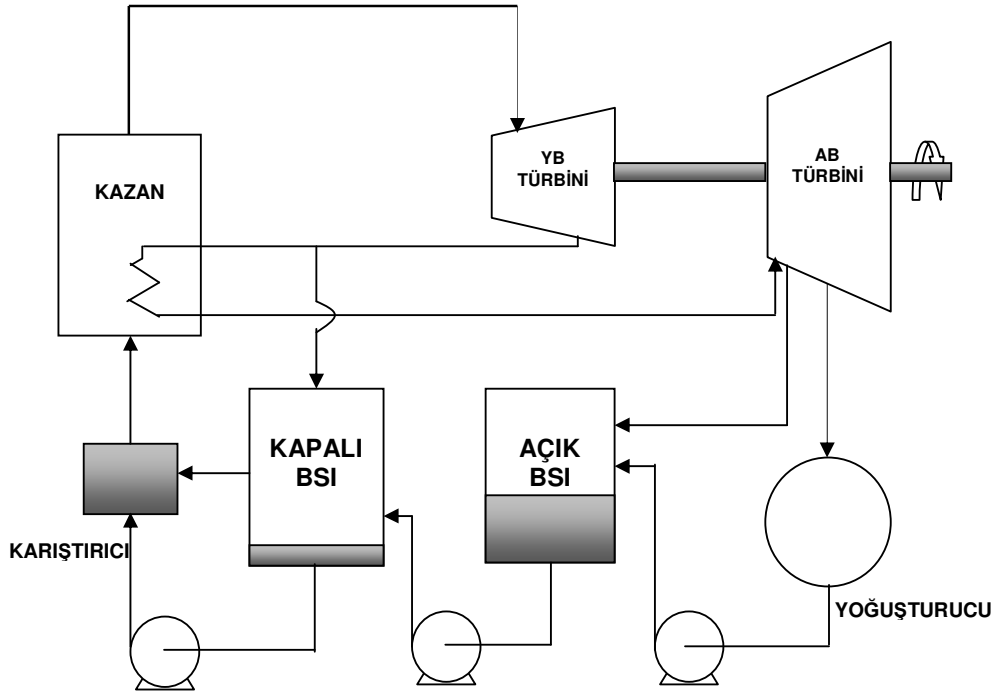 YB
TÜRBİNİ
AB
TÜRBİNİ
KAZAN
KAPALI
BSI
AÇIK
BSI
KARIŞTIRICI
YOĞUŞTURUCU